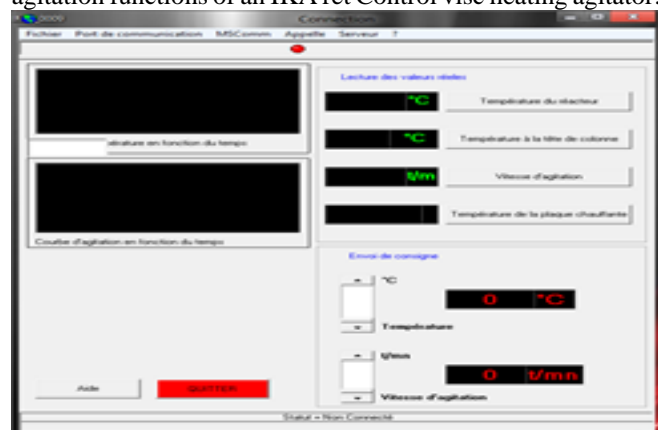 agitation functions of an IKA ret Control vise heating agitator.
2009
Connection
Fichier Port de communication MSComm Appelle Serveur ?
Lecture des valeurs réelles
°C Température du réacteur
érature en fonction du temps
°C Température à la tête de colonne
t/m Vitesse d'agitation
Température de la plaque chauffante
Courbe d'agitation en fonction du temps
Envoi de consigne
°C
0 °C
Température
t/mn
0 t/mn
Vitesse d'agitation
Aide QUITTER
Statut = Non Connecté